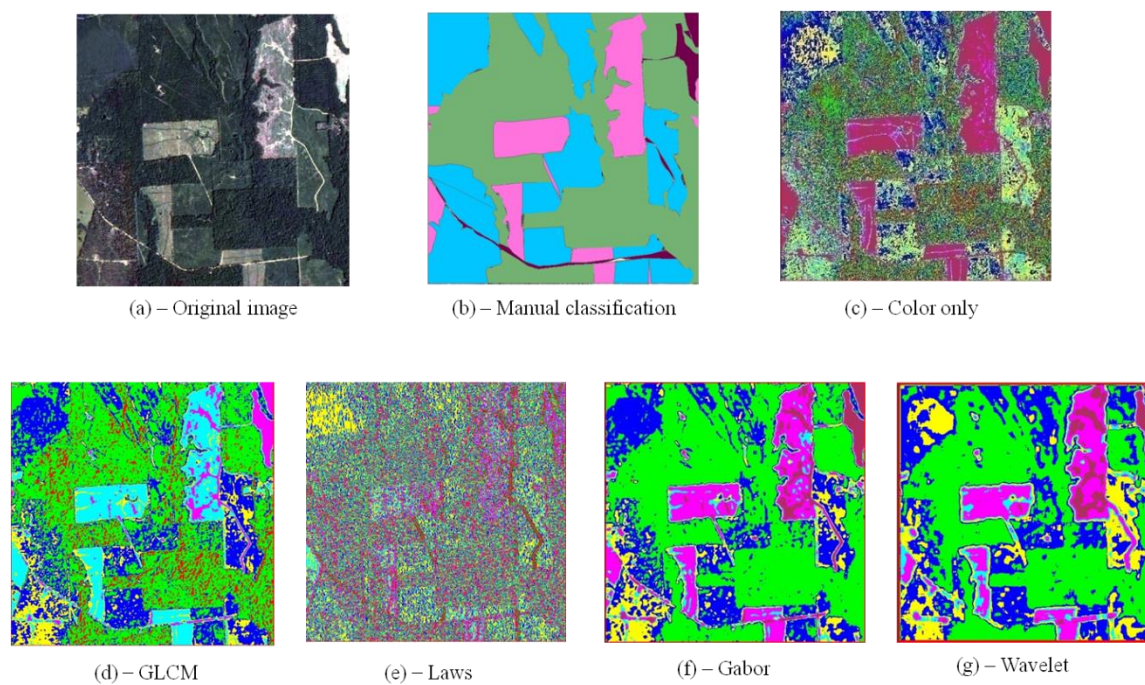 (a) – Original image
(b) – Manual classification
(c) – Color only
(d) – GLCM
(e) – Laws
(f) – Gabor
(g) – Wavelet